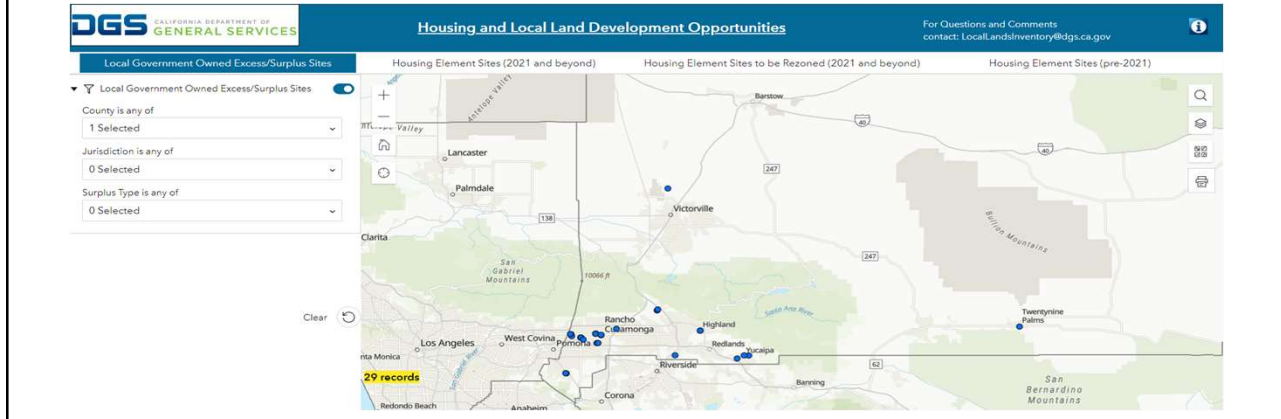 DGS CALIFORNIA DEPARTMENT OF
GENERAL SERVICES
Housing and Local Land Development Opportunities
For Questions and Comments
contact: LocalLandsInventory@dgs.ca.gov
Local Government Owned Excess/Surplus Sites
Housing Element Sites (2021 and beyond)
Housing Element Sites to be Rezoned (2021 and beyond)
Housing Element Sites (pre-2021)
Local Government Owned Excess/Surplus Sites
County is any of
1 Selected
Jurisdiction is any of
0 Selected
Surplus Type is any of
0 Selected
Clear
Antelope Valley
Valley
Barstow
40
40
Lancaster
247
Palmdale
Victorville
138
Bullion Mountains
Clarita
247
San
Gabriel
Mountains
10066 ft
Santa Ana River
Twentynine
Palms
Rancho
Cucamonga
Highland
Los Angeles
West Covina
Pomona
Redlands
Yucaipa
nta Monica
Riverside
62
29 records
Banning
San
Bernardino
Mountains
Corona
Redondo Beach
Anaheim